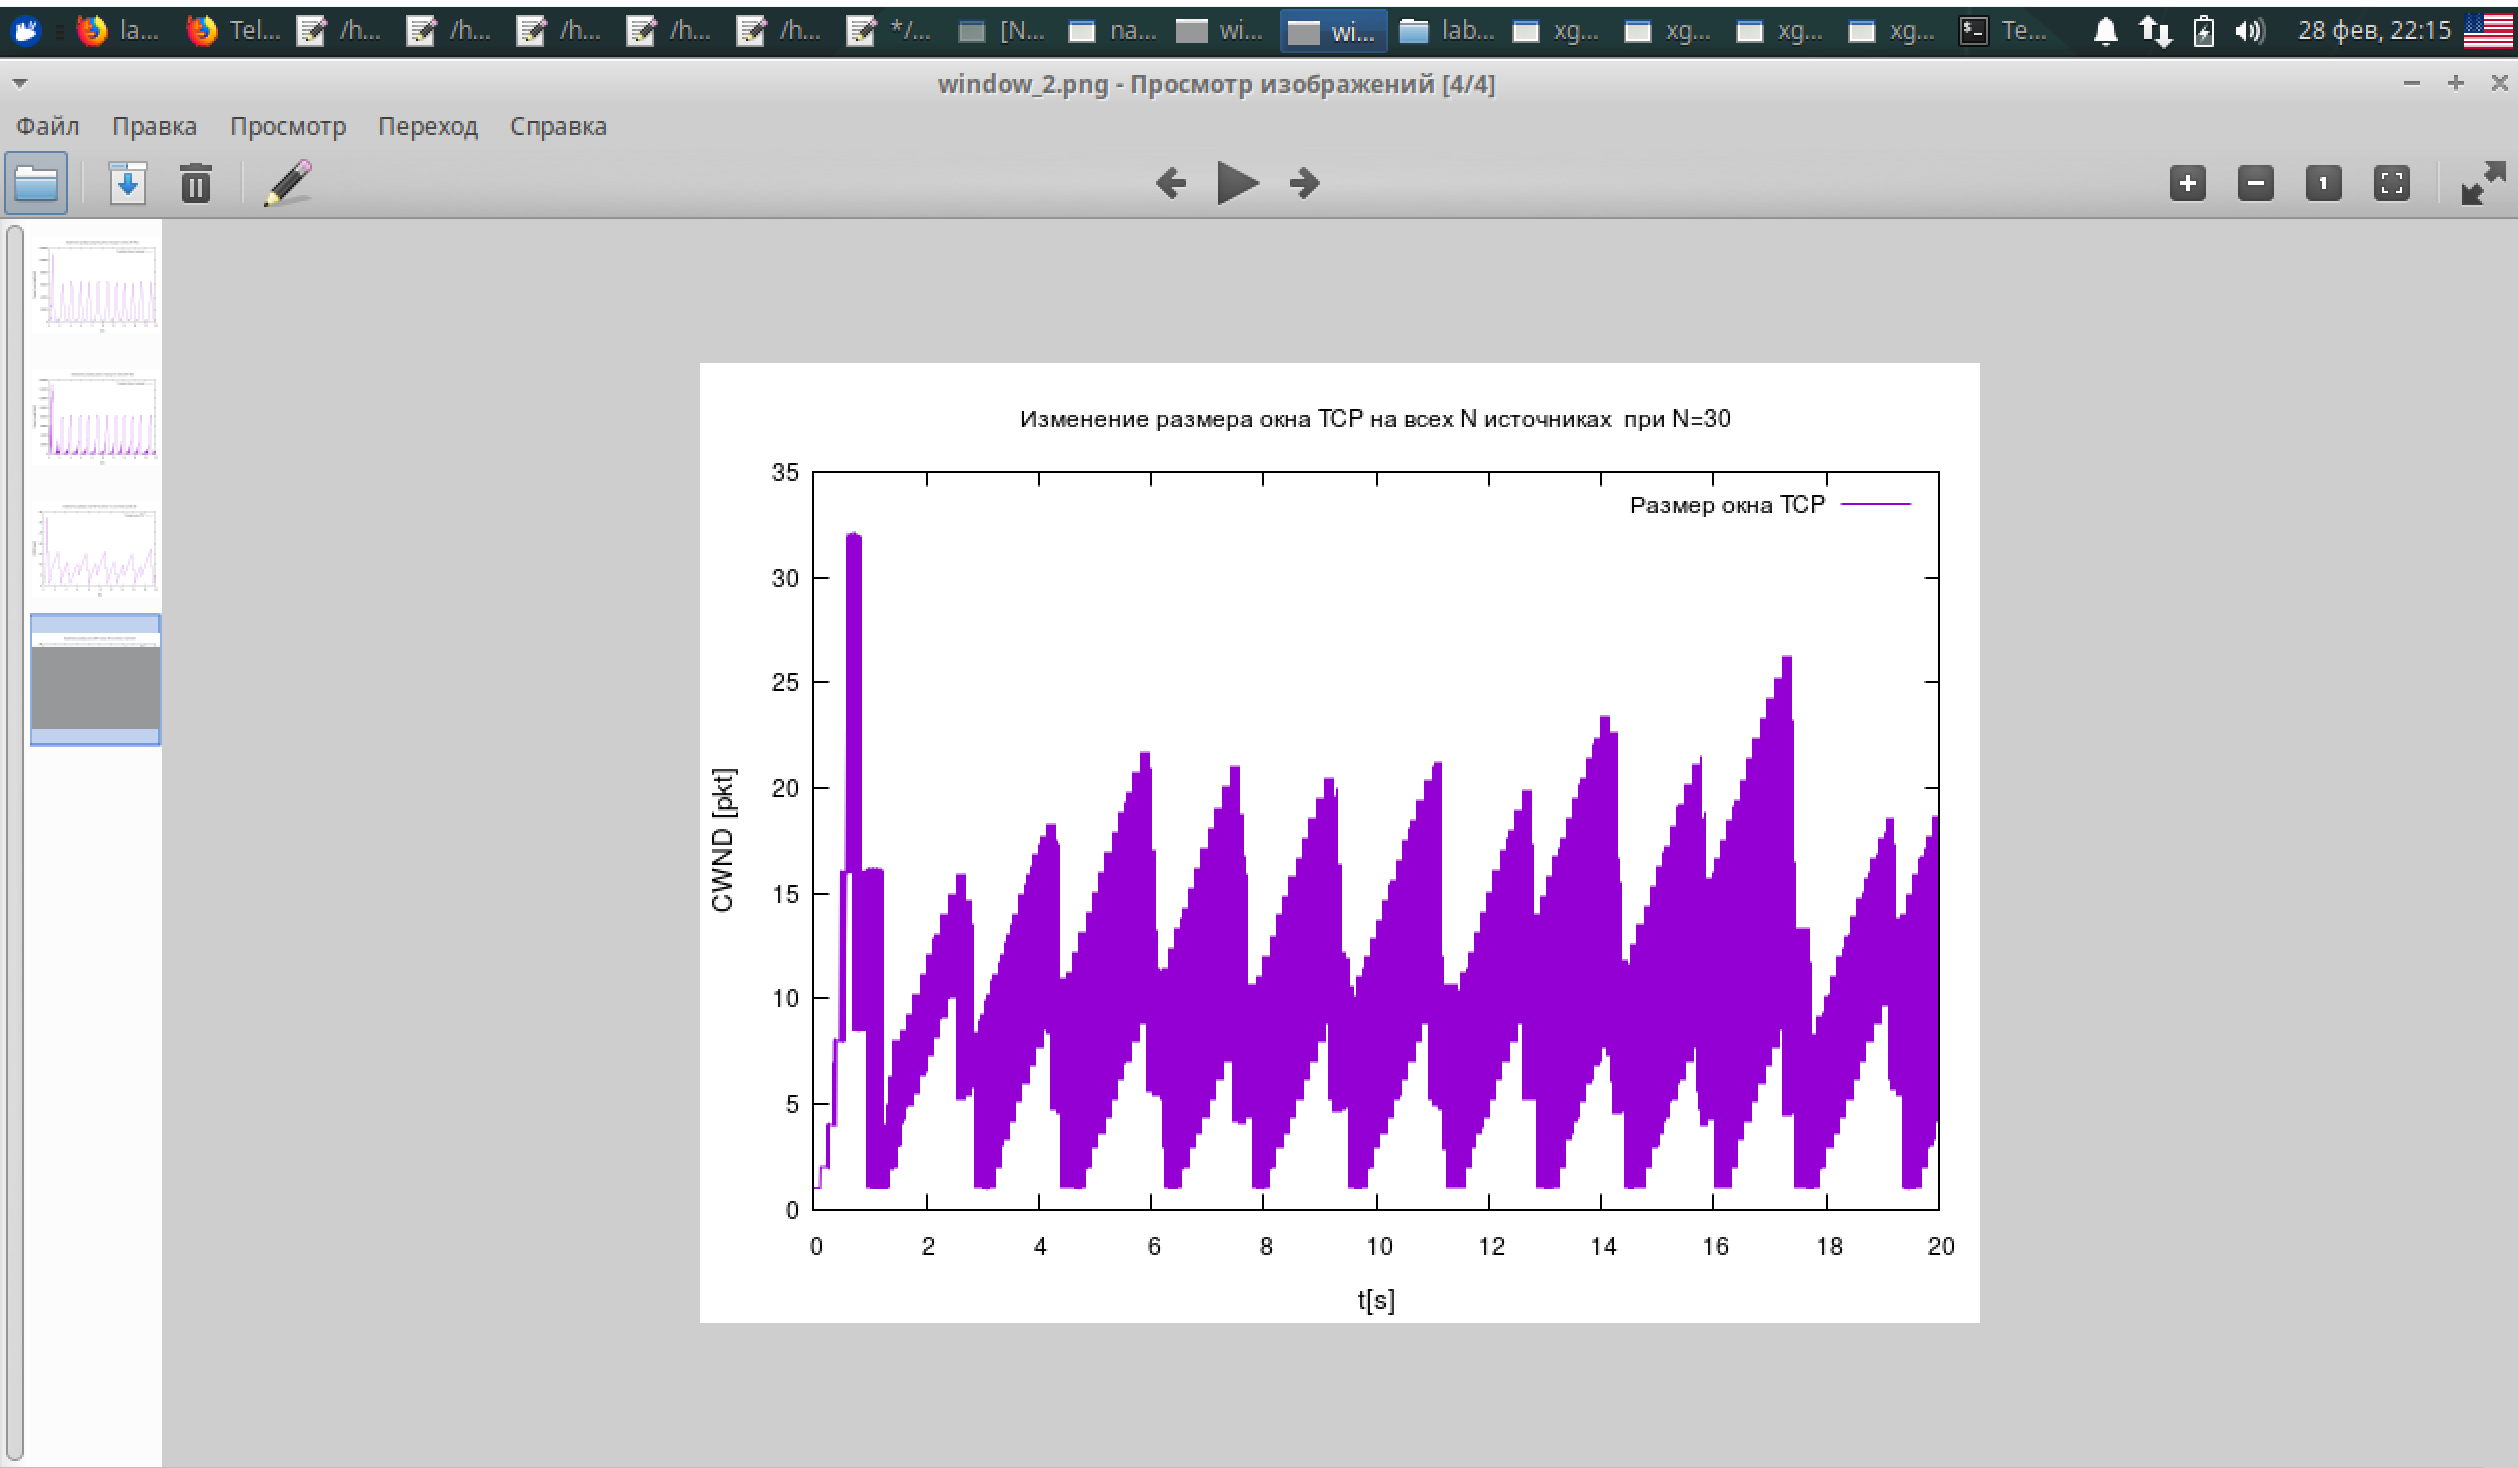 la... Tel... /h... /h... /h... /h... /h... */... [N... na... wi... wi... lab... xg... xg... xg... xg... Te... 28 фев, 22:15
window_2.png - Просмотр изображений [4/4]
Файл Правка Просмотр Переход Справка
1
Изменение размера окна TCP на всех N источниках при N=30
Размер окна TCP
35
30
25
20
15
10
5
0
CWND [pkt]
0 2 4 6 8 10 12 14 16 18 20
t[s]